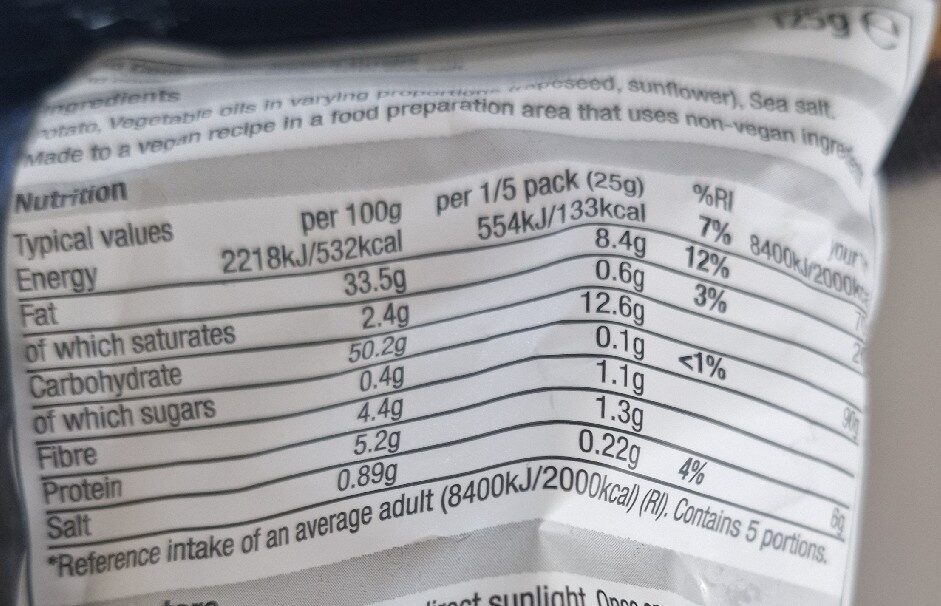 125g e
Ingredients
Potato, Vegetable oils in varying proportions (rapeseed, sunflower), Sea salt.
Made to a vegan recipe in a food preparation area that uses non-vegan
Nutrition
Typical values per 100g per 1/5 pack (25g) %RI your
Energy 2218kJ/532kcal 554kJ/133kcal 7% 8400kJ/2000
Fat 33.5g 8.4g 12%
of which saturates 2.4g 0.6g 3%
Carbohydrate 50.2g 12.6g
of which sugars 0.4g 0.1g <1% 90g
Fibre 4.4g 1.1g
Protein 5.2g 1.3g
Salt 0.89g 0.22g 4% 6g
*Reference intake of an average adult (8400kJ/2000kcal) (RI). Contains 5 portions.
sunlight.